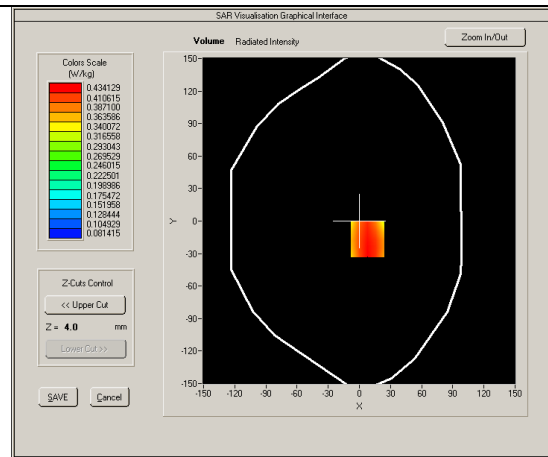 SAR Visualisation Graphical Interface
Volume Radiated Intensity
Zoom In/Out
Colors Scale
(W/kg)
0.434129
0.410615
0.387100
0.363586
0.340072
0.316558
0.293043
0.269529
0.246015
0.222501
0.198986
0.175472
0.151958
0.128444
0.104929
0.081415
Z-Cuts Control
<< Upper Cut
Z = 4.0 mm
Lower Cut >>
SAVE Cancel
150
120
90
60
30
0
-30
-60
-90
-120
-150
Y
-150 -120 -90 -60 -30 0 30 60 90 120 150
X